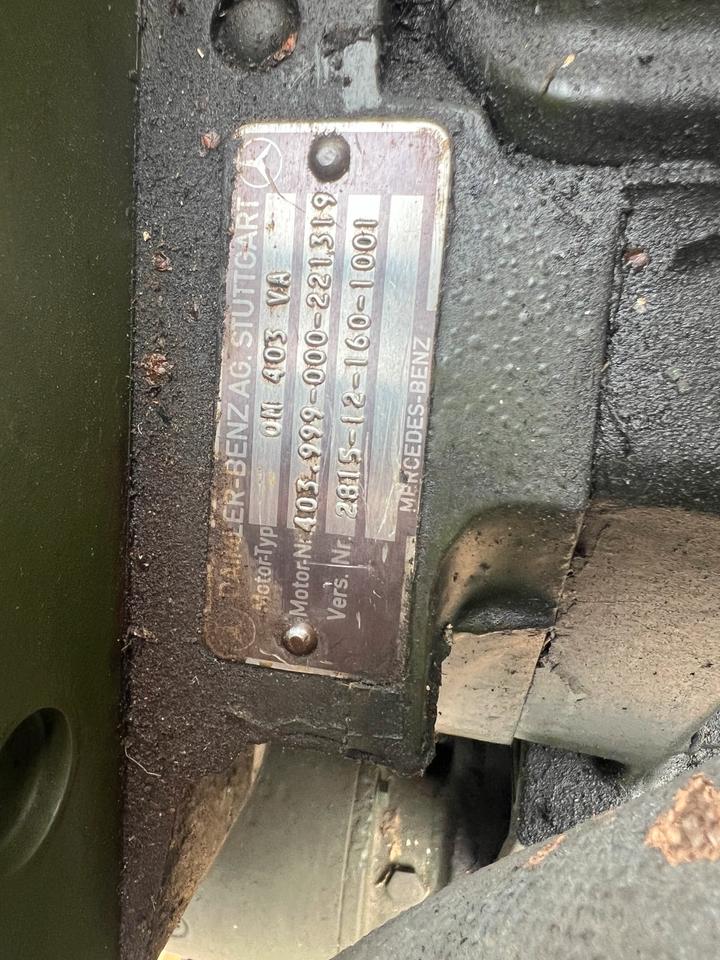 DAIMLER-BENZ AG. STUTTGART
Motor-Typ OM 403 VA
Motor-Nr. 403.999-000-221319
Vers. Nr. 2815-12-160-1001
MERCEDES-BENZ